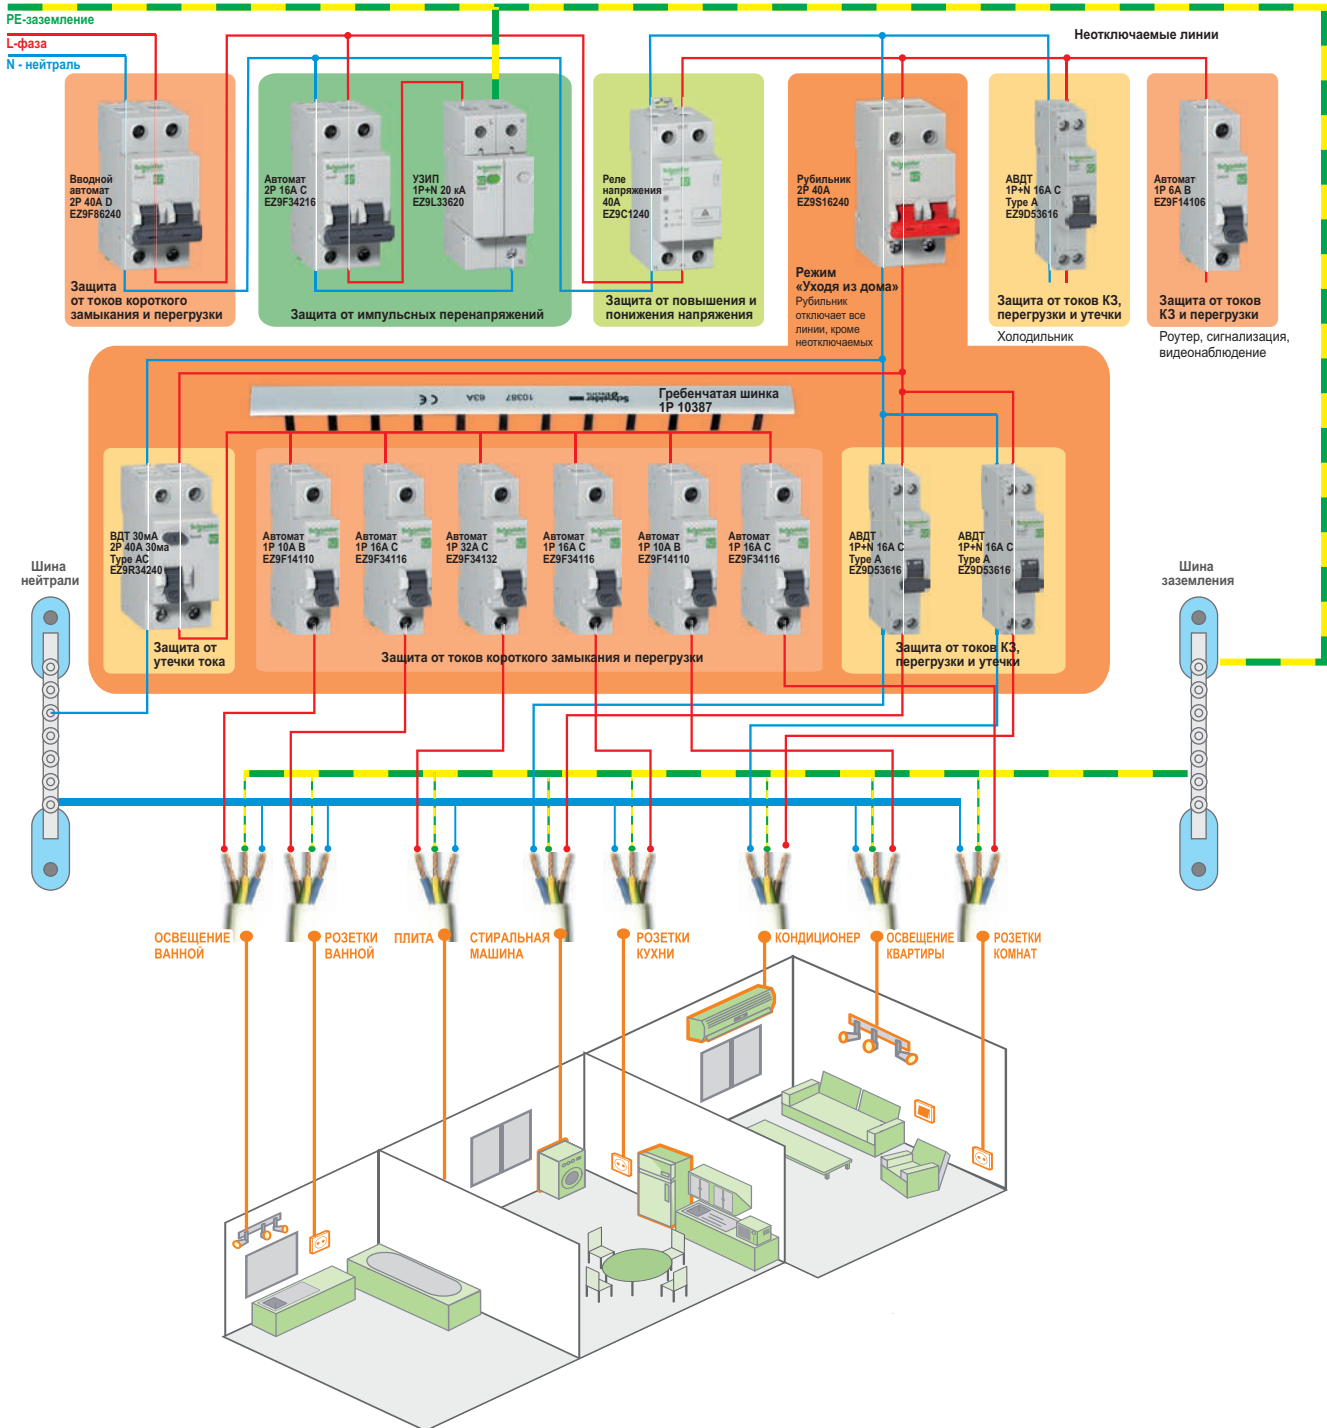 PE-заземление
L-фаза
N - нейтраль
Неотключаемые линии
Вводной
автомат
2P 40A D
EZ9F86240
Защита
от токов короткого
замыкания и перегрузки
Автомат
2P 16A C
EZ9F34216
УЗИП
1P+N 20 кА
EZ9L33620
Защита от импульсных перенапряжений
Реле
напряжения
40A
EZ9C1240
Защита от повышения и
понижения напряжения
Рубильник
2P 40A
EZ9S16240
Режим
«Уходя из дома»
Рубильник
отключает все
линии, кроме
неотключаемых
АВДТ
1P+N 16A C
Type A
EZ9D53616
Защита от токов КЗ,
перегрузки и утечки
Холодильник
Автомат
1P 6A B
EZ9F14106
Защита от токов
КЗ и перегрузки
Роутер, сигнализация,
видеонаблюдение
Гребенчатая шинка
1P 10387
Schneider
10387
63A
CE
ВДТ 30мА
2P 40A 30ма
Type AC
EZ9R34240
Защита от
утечки тока
Автомат
1P 10A B
EZ9F14110
Автомат
1P 16A C
EZ9F34116
Автомат
1P 32A C
EZ9F34132
Автомат
1P 16A C
EZ9F34116
Автомат
1P 10A B
EZ9F14110
Автомат
1P 16A C
EZ9F34116
Защита от токов короткого замыкания и перегрузки
АВДТ
1P+N 16A C
Type A
EZ9D53616
АВДТ
1P+N 16A C
Type A
EZ9D53616
Защита от токов КЗ,
перегрузки и утечки
Шина
нейтрали
Шина
заземления
ОСВЕЩЕНИЕ
ВАННОЙ
РОЗЕТКИ
ВАННОЙ
ПЛИТА
СТИРАЛЬНАЯ
МАШИНА
РОЗЕТКИ
КУХНИ
КОНДИЦИОНЕР
ОСВЕЩЕНИЕ
КВАРТИРЫ
РОЗЕТКИ
КОМНАТ